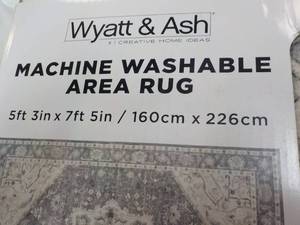 Wyatt & Ash
X | CREATIVE HOME IDEAS
MACHINE WASHABLE
AREA RUG
5ft 3in x 7ft 5in / 160cm x 226cm